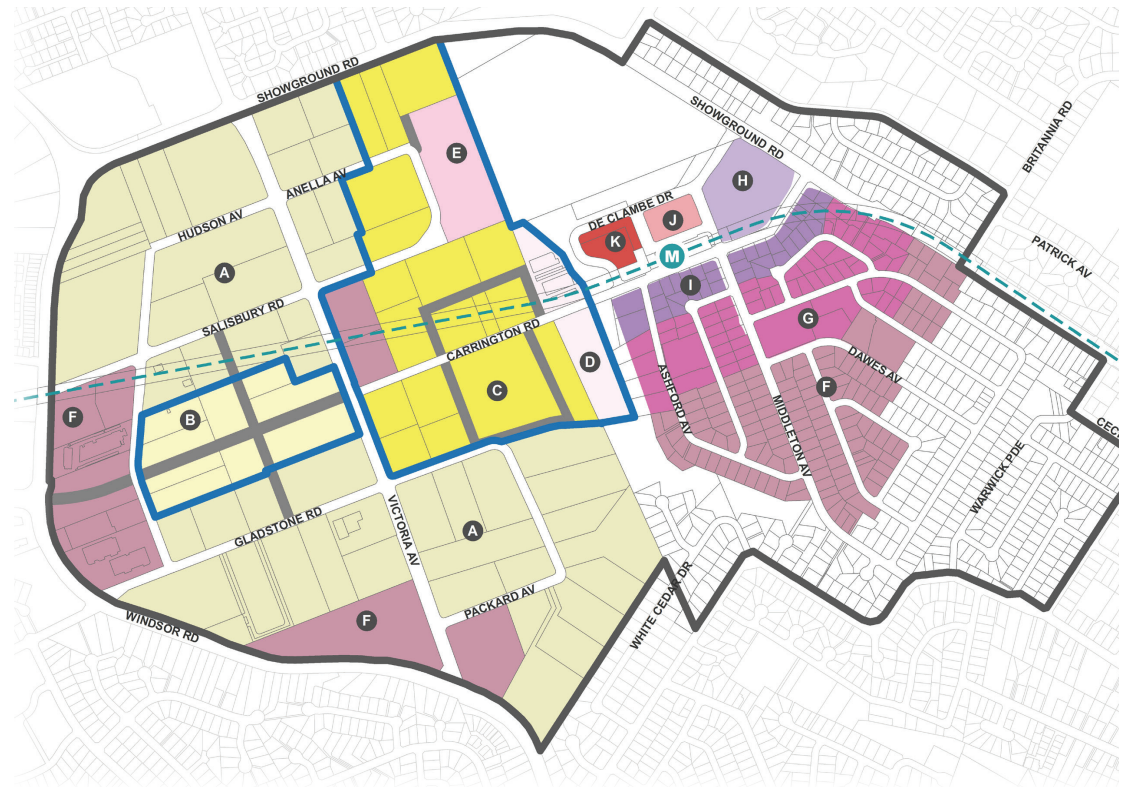 SHOWGROUND RD
BRITANNIA RD
SHOWGROUND RD
E
ANELLA AV
H
DE CLAMBE DR
J
K
HUDSON AV
M
PATRICK AV
A
I
SALISBURY RD
G
CARRINGTON RD
D
DAWES AV
C
F
ASHFORD AV
F
B
MIDDLETON AV
CEC
WARWICK PDE
GLADSTONE RD
VICTORIA AV
A
WHITE CEDAR DR
PACKARD AV
F
WINDSOR RD